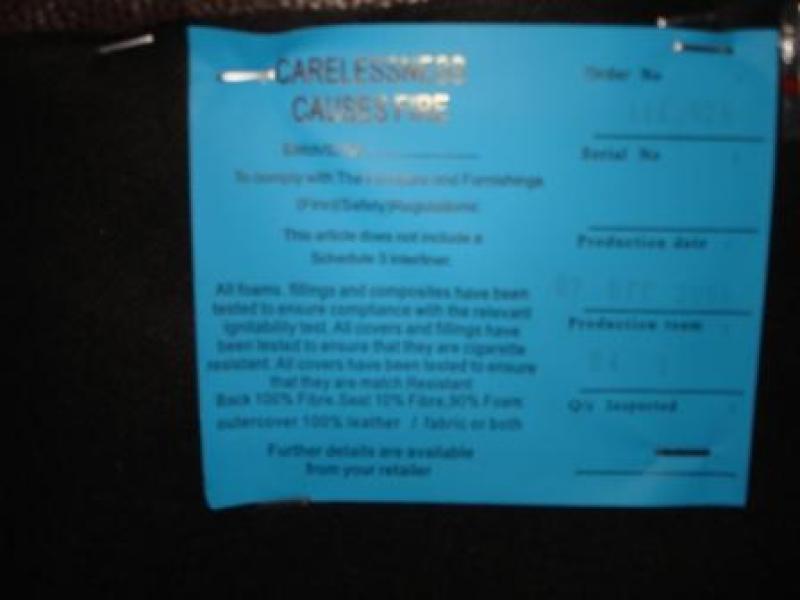 CARELESSNESS
CAUSES FIRE
To comply with The Furniture and Furnishings
(Fire)(Safety)Regulations:
This article does not include a
Schedule 3 interliner.
All foams, fillings and composites have been
tested to ensure compliance with the relevant
ignitability test. All covers and fillings have
been tested to ensure that they are cigarette
resistant. All covers have been tested to ensure
that they are match Resistant
Back 100% Fibre,Seat 10% Fibre,90% Foam
outercover 100% leather / fabric or both
Further details are available
from your retailer
Order No :
Serial No :
Production date :
07 DEC
Production team :
Q'y Inspected :